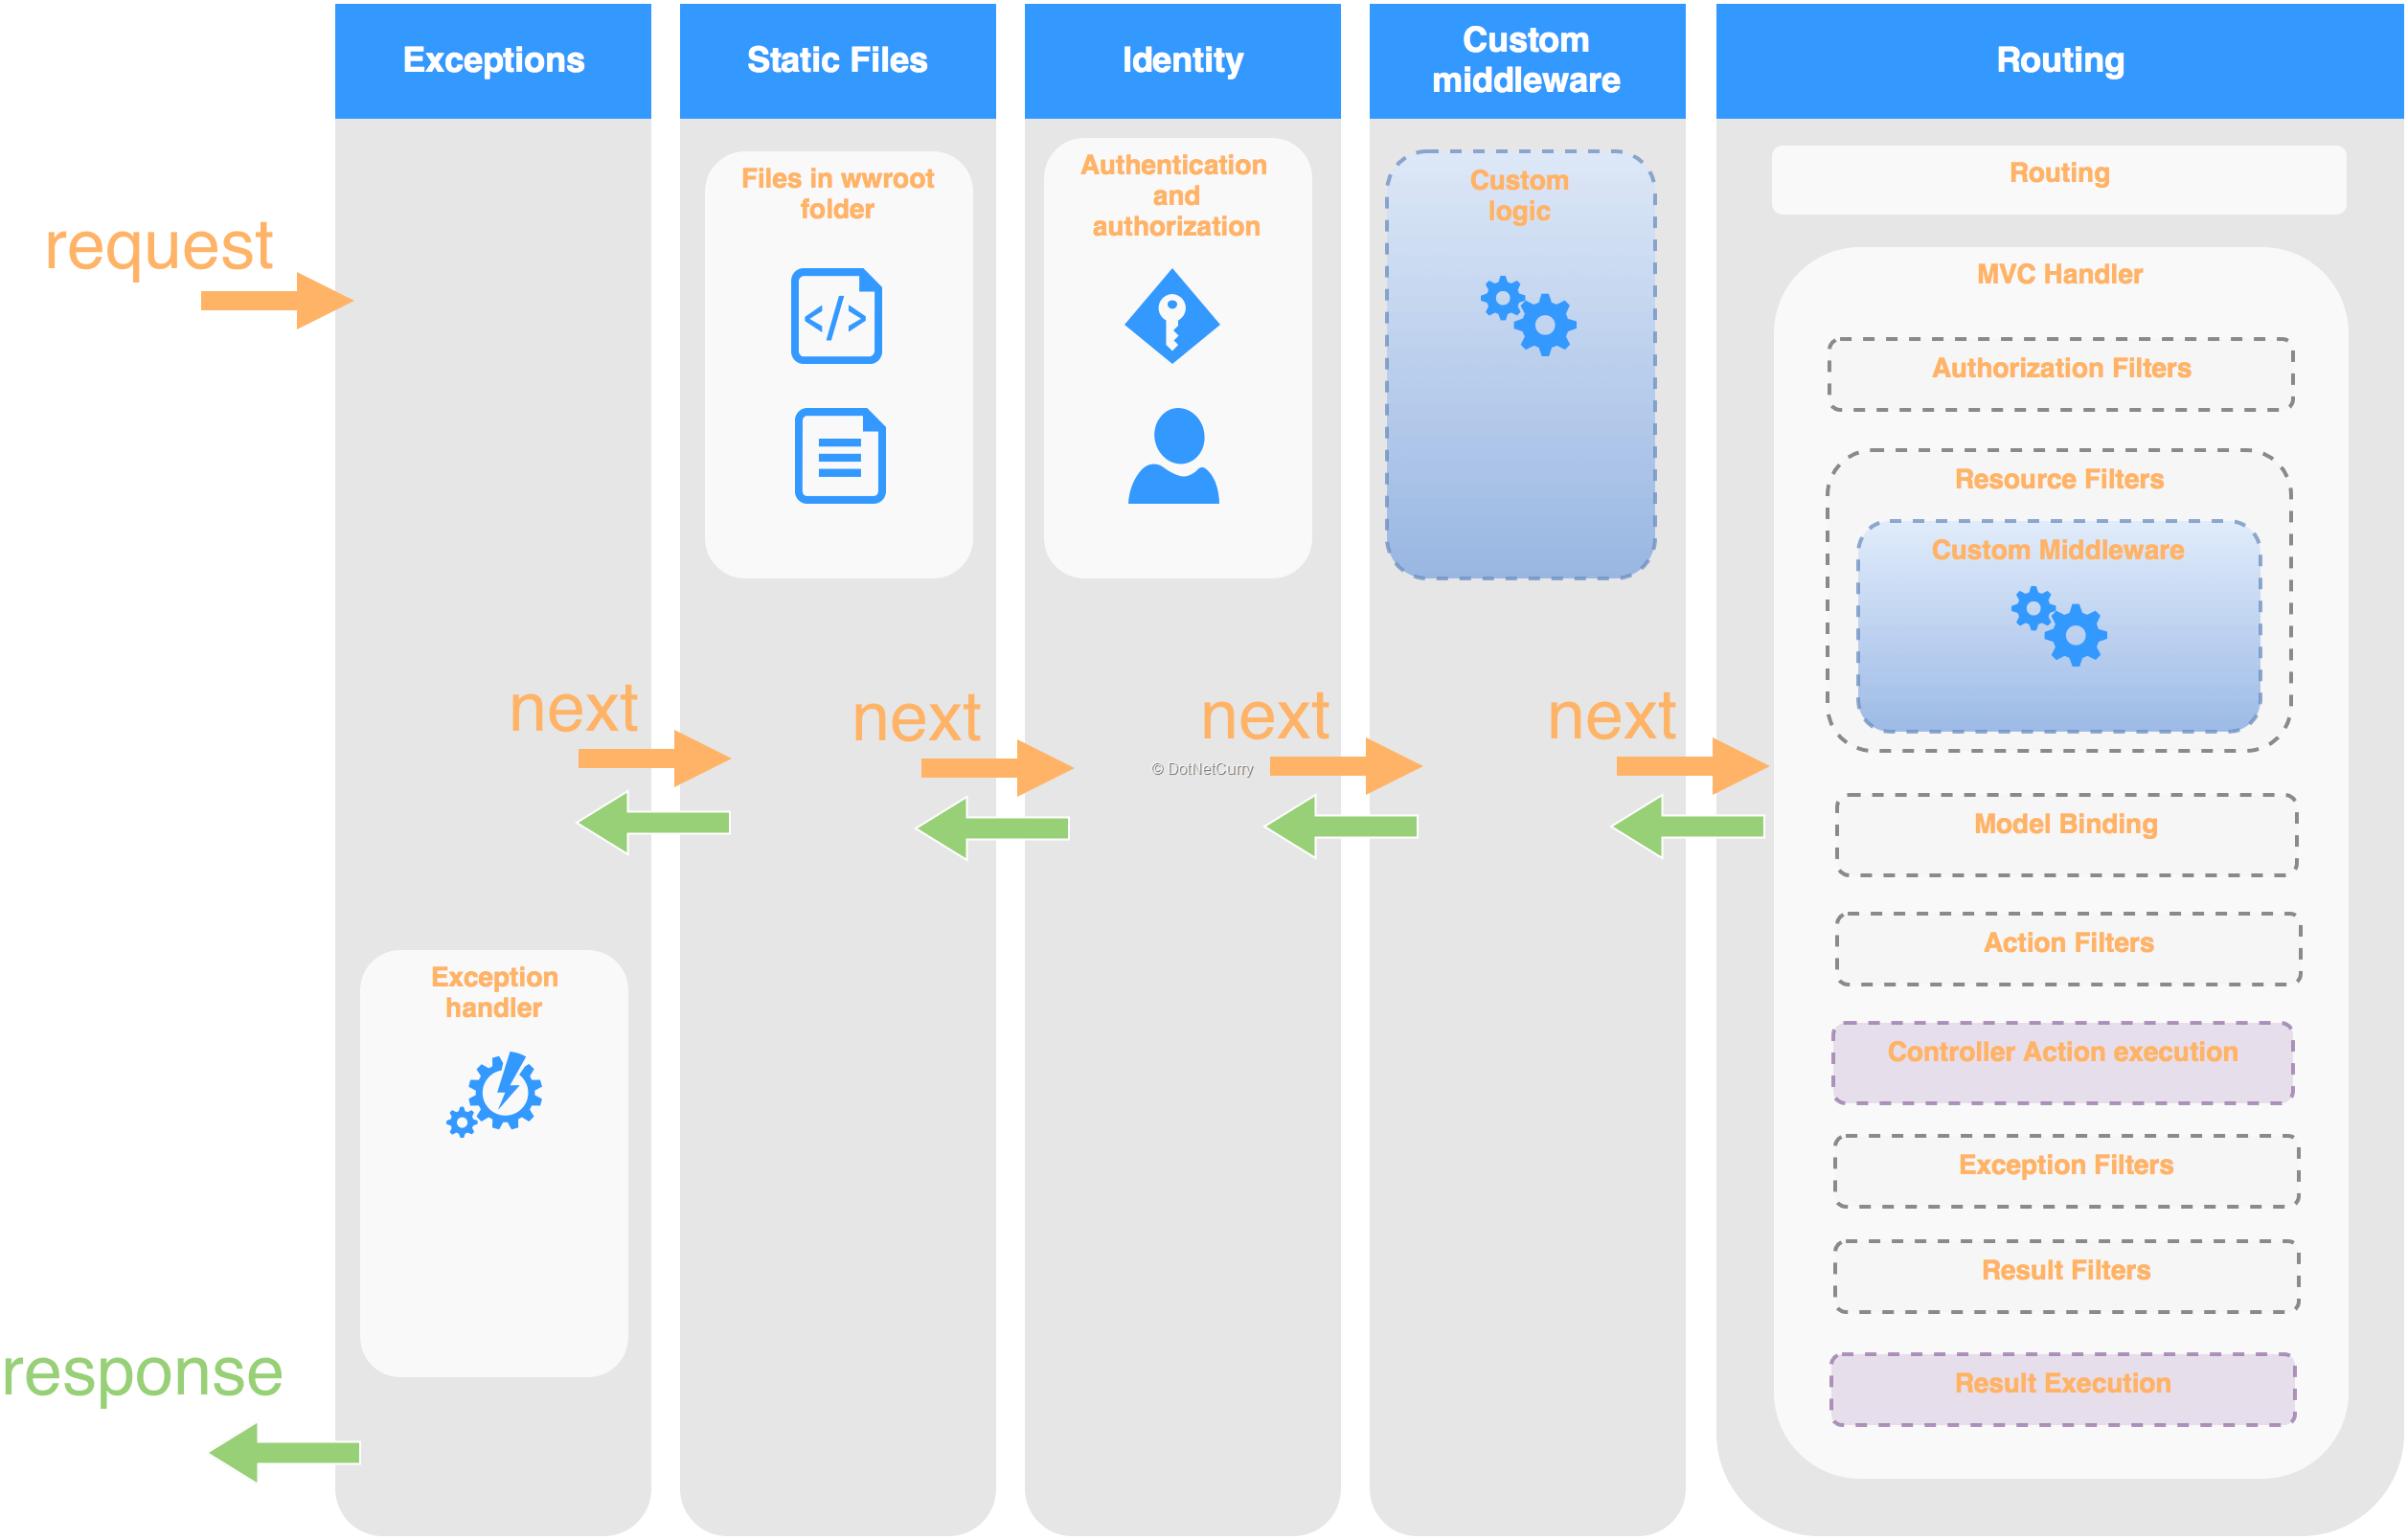 Exceptions
Static Files
Identity
Custom
middleware
Routing
request
Files in wwroot
folder
Authentication
and
authorization
Custom
logic
Routing
MVC Handler
Authorization Filters
Resource Filters
Custom Middleware
next
next
next
next
© DotNetCurry
Model Binding
Action Filters
Exception
handler
Controller Action execution
Exception Filters
Result Filters
response
Result Execution